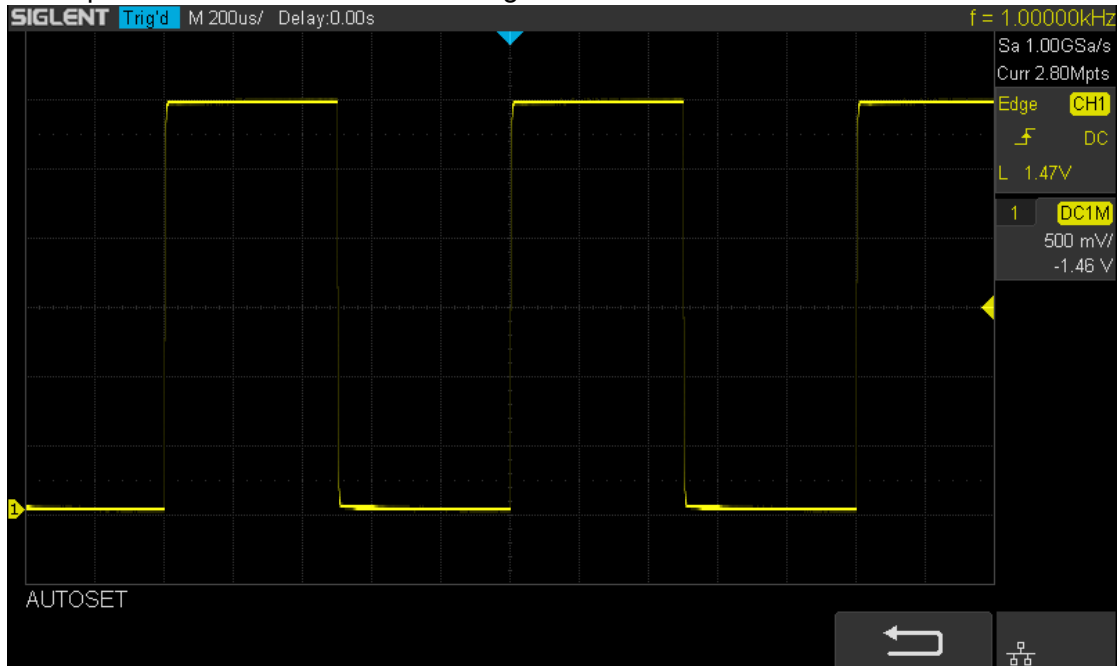 SIGLENT Trig'd M 200us/ Delay:0.00s f = 1.00000kHz
Sa 1.00GSa/s
Curr 2.80Mpts
Edge CH1
DC
L 1.47V
1 DC1M
500 mV/
-1.46 V
1
AUTOSET